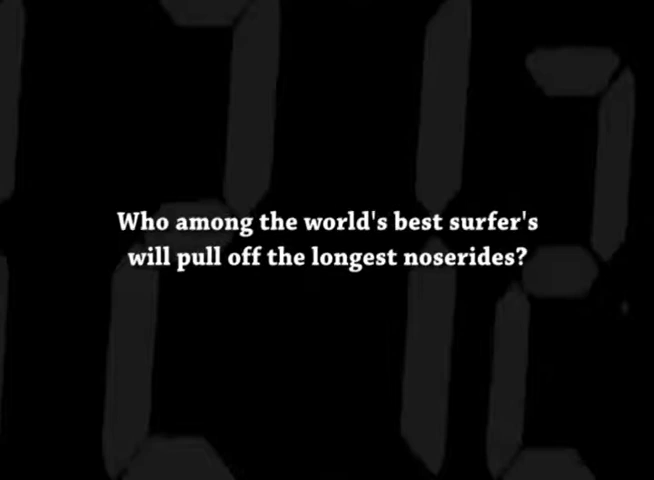 Who among the world's best surfer's
will pull off the longest noserides?